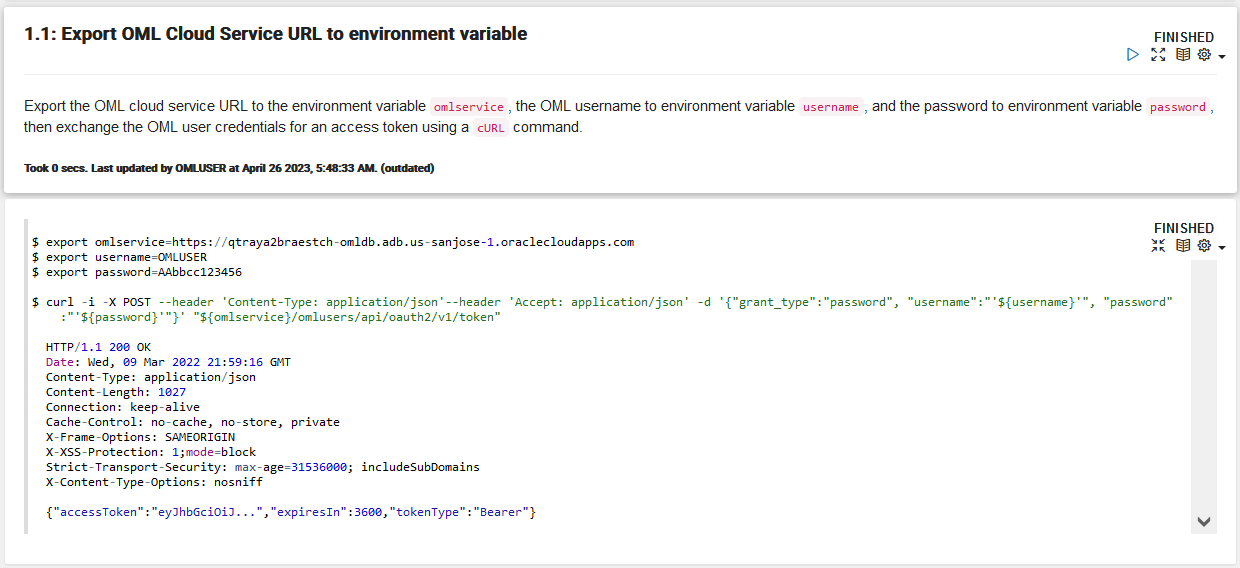 1.1: Export OML Cloud Service URL to environment variable
FINISHED
Export the OML cloud service URL to the environment variable omlservice, the OML username to environment variable username, and the password to environment variable password,
then exchange the OML user credentials for an access token using a cURL command.
Took 0 secs. Last updated by OMLUSER at April 26 2023, 5:48:33 AM. (outdated)
FINISHED
$ export omlservice=https://qtraya2braestch-omldb.adb.us-sanjose-1.oraclecloudapps.com
$ export username=OMLUSER
$ export password=AAbbcc123456
$ curl -i -X POST --header 'Content-Type: application/json'--header 'Accept: application/json' -d '{"grant_type":"password", "username":"'${username}'", "password"
:"'${password}'"}' "${omlservice}/omlusers/api/oauth2/v1/token"
HTTP/1.1 200 OK
Date: Wed, 09 Mar 2022 21:59:16 GMT
Content-Type: application/json
Content-Length: 1027
Connection: keep-alive
Cache-Control: no-cache, no-store, private
X-Frame-Options: SAMEORIGIN
X-XSS-Protection: 1;mode=block
Strict-Transport-Security: max-age=31536000; includeSubDomains
X-Content-Type-Options: nosniff
{"accessToken":"eyJhbGciOiJ...","expiresIn":3600,"tokenType":"Bearer"}